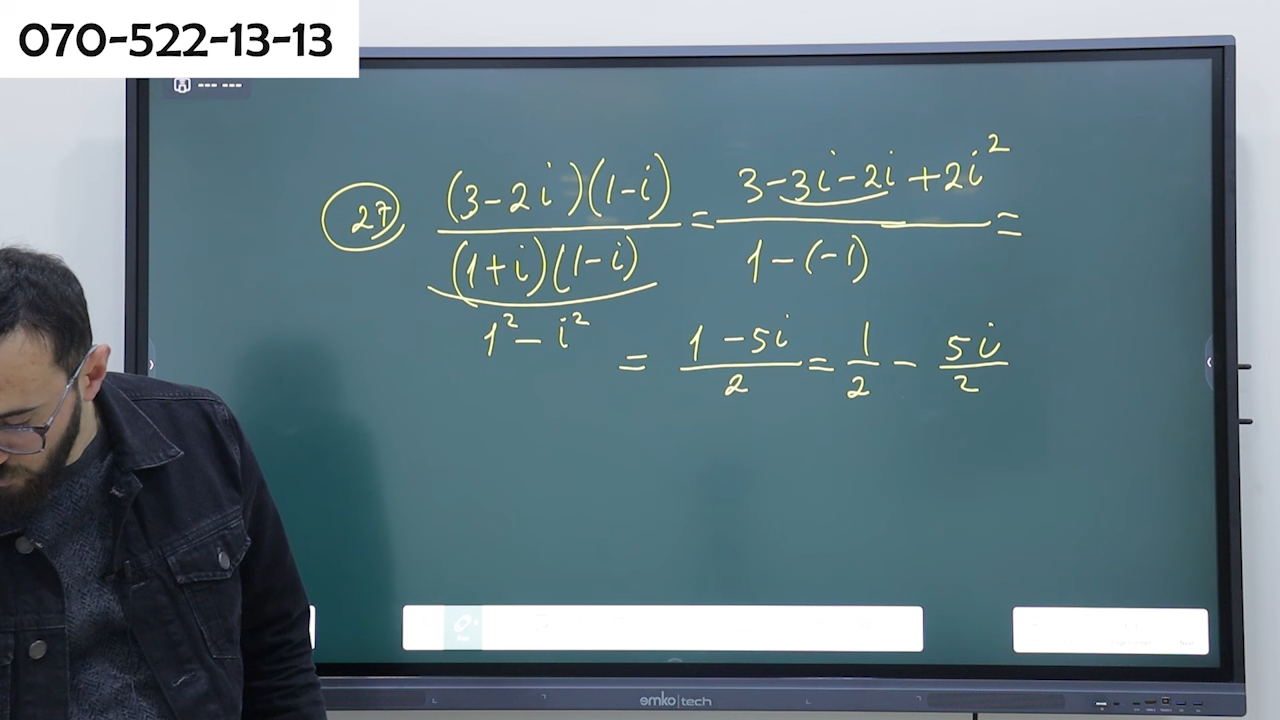 070-522-13-13
--- ---
27 (3-2i)(1-i) / (1+i)(1-i) = 3-3i-2i+2i² / 1-(-1) =
1²-i²
= 1-5i / 2 = 1/2 - 5i/2
emko|tech